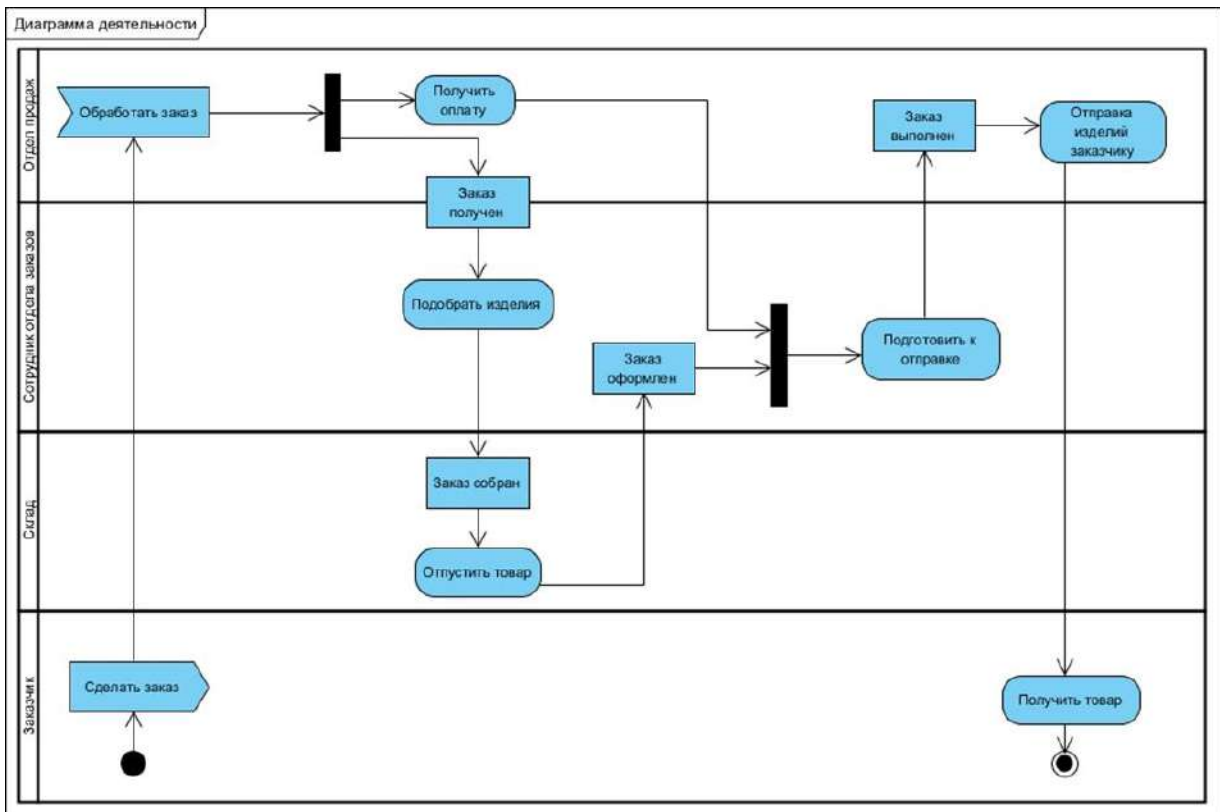 Диаграмма деятельности
Отдел продаж
Обработать заказ
Получить
оплату
Заказ
получен
Заказ
выполнен
Отправка
изделий
заказчику
Сотрудник отдела заказов
Подобрать изделия
Заказ
оформлен
Подготовить к
отправке
Склад
Заказ собран
Отпустить товар
Заказчик
Сделать заказ
Получить товар